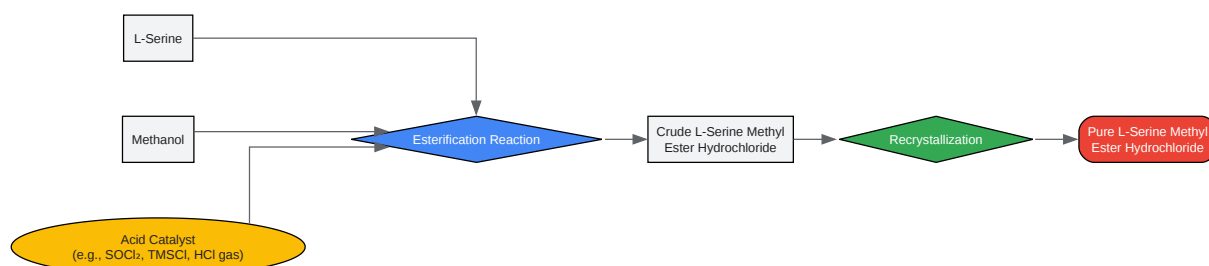 L-Serine
Methanol
Esterification Reaction
Crude L-Serine Methyl
Ester Hydrochloride
Recrystallization
Pure L-Serine Methyl
Ester Hydrochloride
Acid Catalyst
(e.g., SOCl₂, TMSCl, HCl gas)